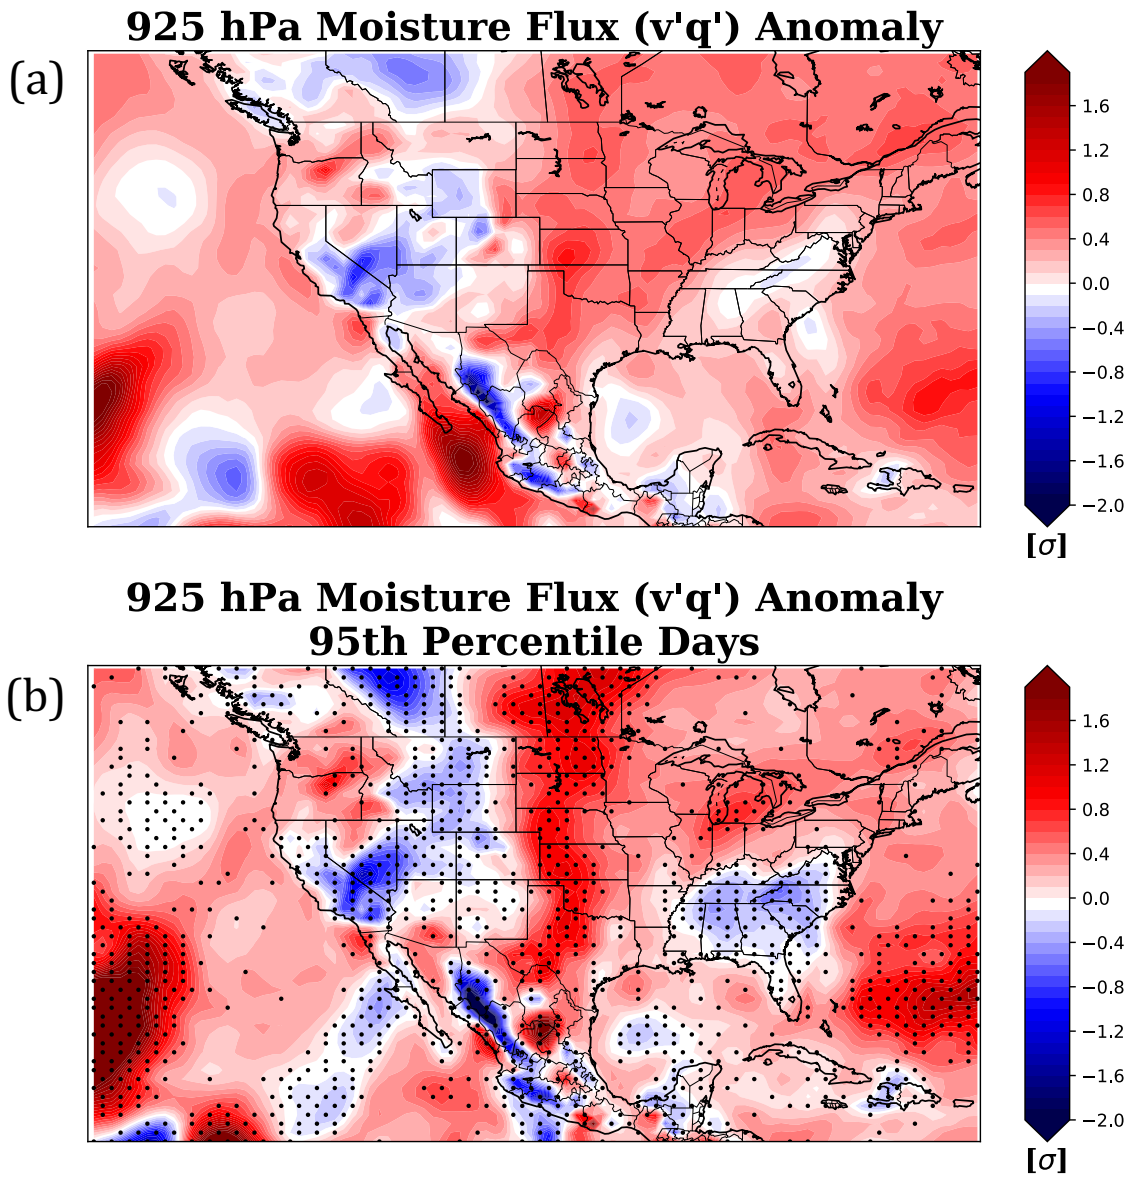 925 hPa Moisture Flux (v'q') Anomaly
(a)
1.6
1.2
0.8
0.4
0.0
−0.4
−0.8
−1.2
−1.6
−2.0
[σ]
925 hPa Moisture Flux (v'q') Anomaly
95th Percentile Days
(b)
1.6
1.2
0.8
0.4
0.0
−0.4
−0.8
−1.2
−1.6
−2.0
[σ]